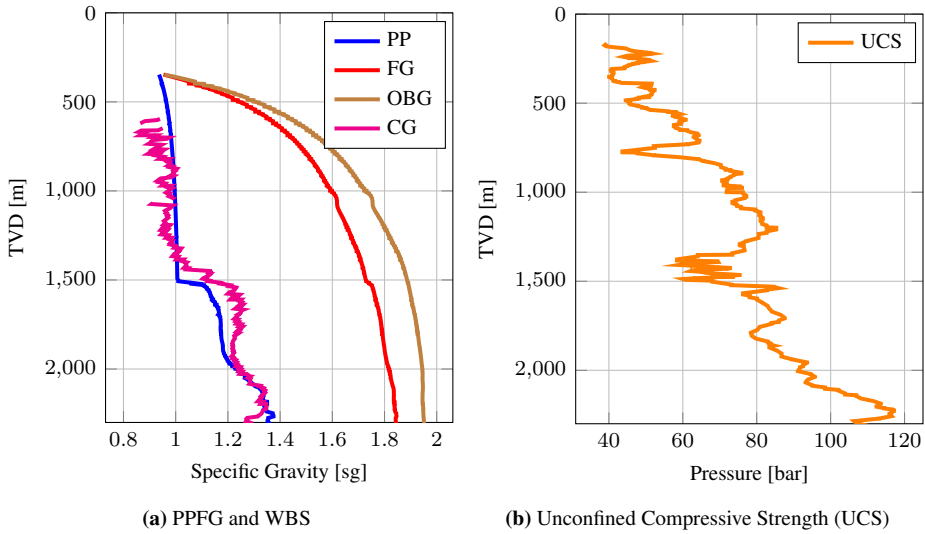 0
500
1,000
1,500
2,000
TVD [m]
0.8 1 1.2 1.4 1.6 1.8 2
Specific Gravity [sg]
PP
FG
OBG
CG
(a) PPFG and WBS
0
500
1,000
1,500
2,000
TVD [m]
40 60 80 100 120
Pressure [bar]
UCS
(b) Unconfined Compressive Strength (UCS)